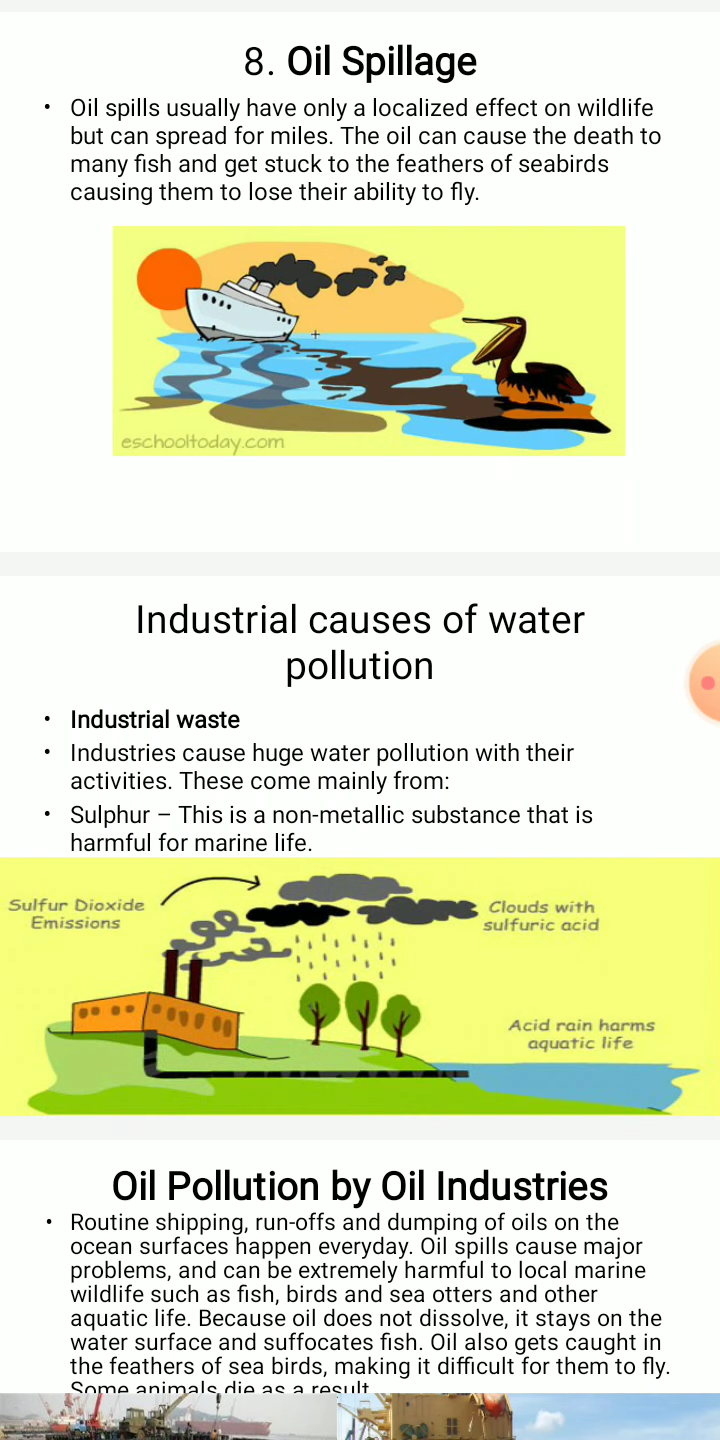 8. Oil Spillage
• Oil spills usually have only a localized effect on wildlife
but can spread for miles. The oil can cause the death to
many fish and get stuck to the feathers of seabirds
causing them to lose their ability to fly.
eschooltoday.com
Industrial causes of water
pollution
• Industrial waste
• Industries cause huge water pollution with their
activities. These come mainly from:
• Sulphur – This is a non-metallic substance that is
harmful for marine life.
Sulfur Dioxide
Emissions
Clouds with
sulfuric acid
Acid rain harms
aquatic life
Oil Pollution by Oil Industries
• Routine shipping, run-offs and dumping of oils on the
ocean surfaces happen everyday. Oil spills cause major
problems, and can be extremely harmful to local marine
wildlife such as fish, birds and sea otters and other
aquatic life. Because oil does not dissolve, it stays on the
water surface and suffocates fish. Oil also gets caught in
the feathers of sea birds, making it difficult for them to fly.
Some animals die as a result